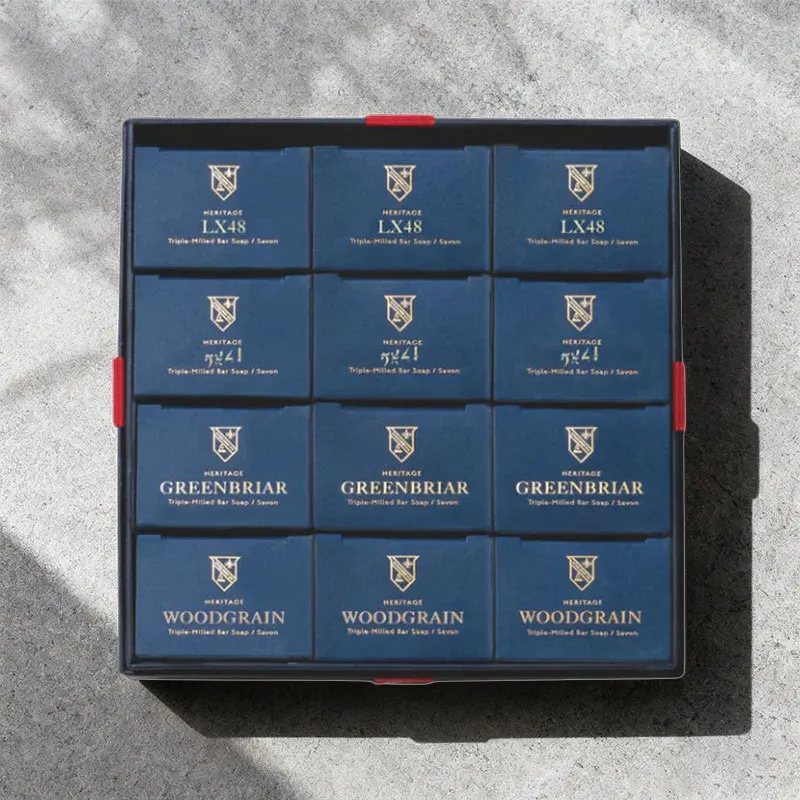 HERITAGE HERITAGE HERITAGE
LX48 LX48 LX48
Triple-Milled Bar Soap / Savon Triple-Milled Bar Soap / Savon Triple-Milled Bar Soap / Savon
HERITAGE HERITAGE HERITAGE
Triple-Milled Bar Soap / Savon Triple-Milled Bar Soap / Savon Triple-Milled Bar Soap / Savon
HERITAGE HERITAGE HERITAGE
GREENBRIAR GREENBRIAR GREENBRIAR
Triple-Milled Bar Soap / Savon Triple-Milled Bar Soap / Savon Triple-Milled Bar Soap / Savon
HERITAGE HERITAGE HERITAGE
WOODGRAIN WOODGRAIN WOODGRAIN
Triple-Milled Bar Soap / Savon Triple-Milled Bar Soap / Savon Triple-Milled Bar Soap / Savon